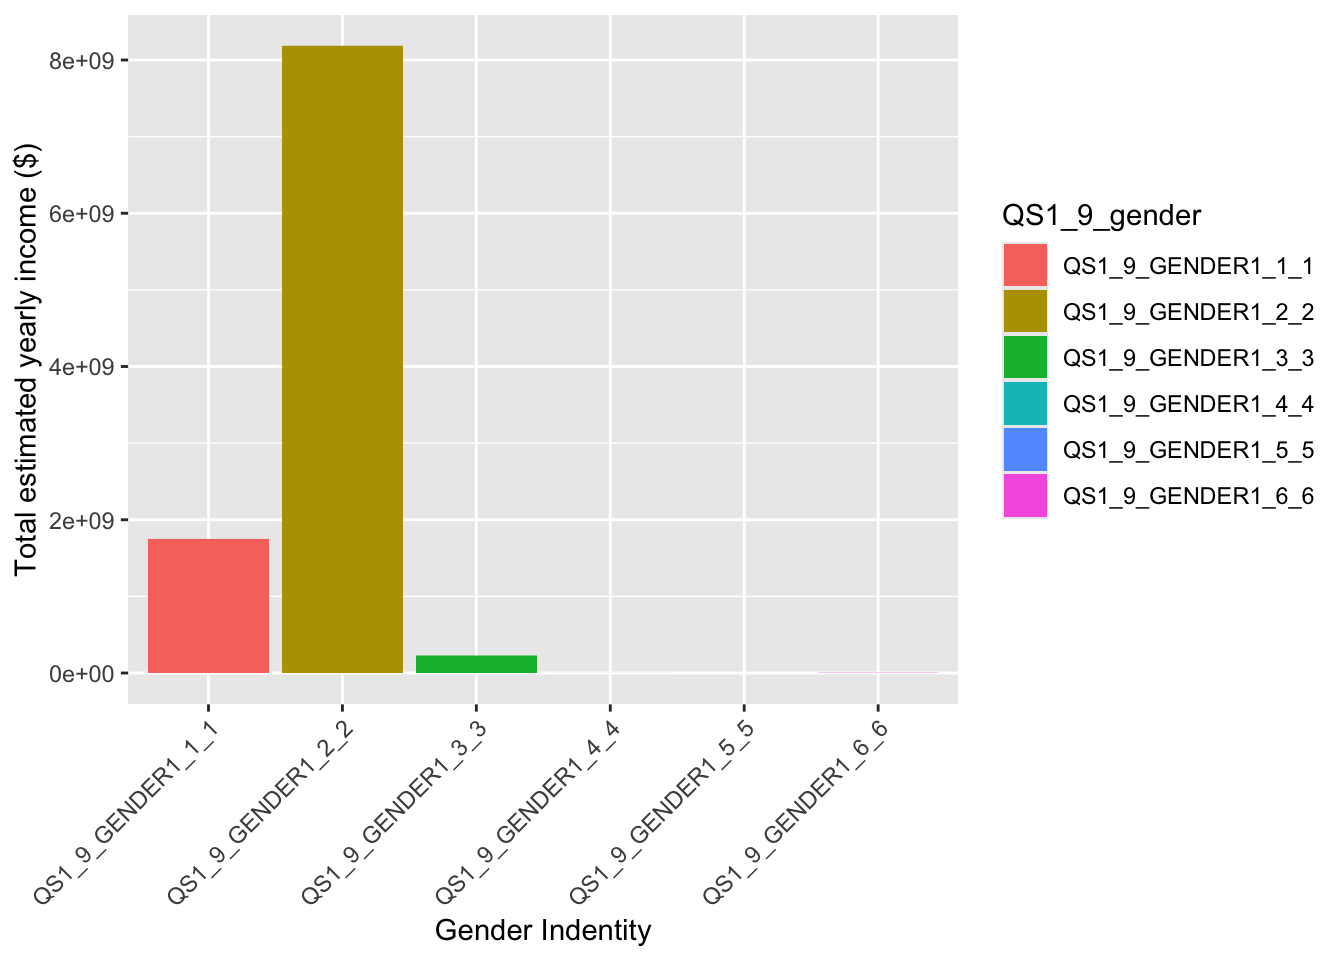 Total estimated yearly income ($)
8e+09
6e+09
4e+09
2e+09
0e+00
QS1_9_GENDER1_1_1
QS1_9_GENDER1_2_2
QS1_9_GENDER1_3_3
QS1_9_GENDER1_4_4
QS1_9_GENDER1_5_5
QS1_9_GENDER1_6_6
Gender Indentity
QS1_9_gender
QS1_9_GENDER1_1_1
QS1_9_GENDER1_2_2
QS1_9_GENDER1_3_3
QS1_9_GENDER1_4_4
QS1_9_GENDER1_5_5
QS1_9_GENDER1_6_6